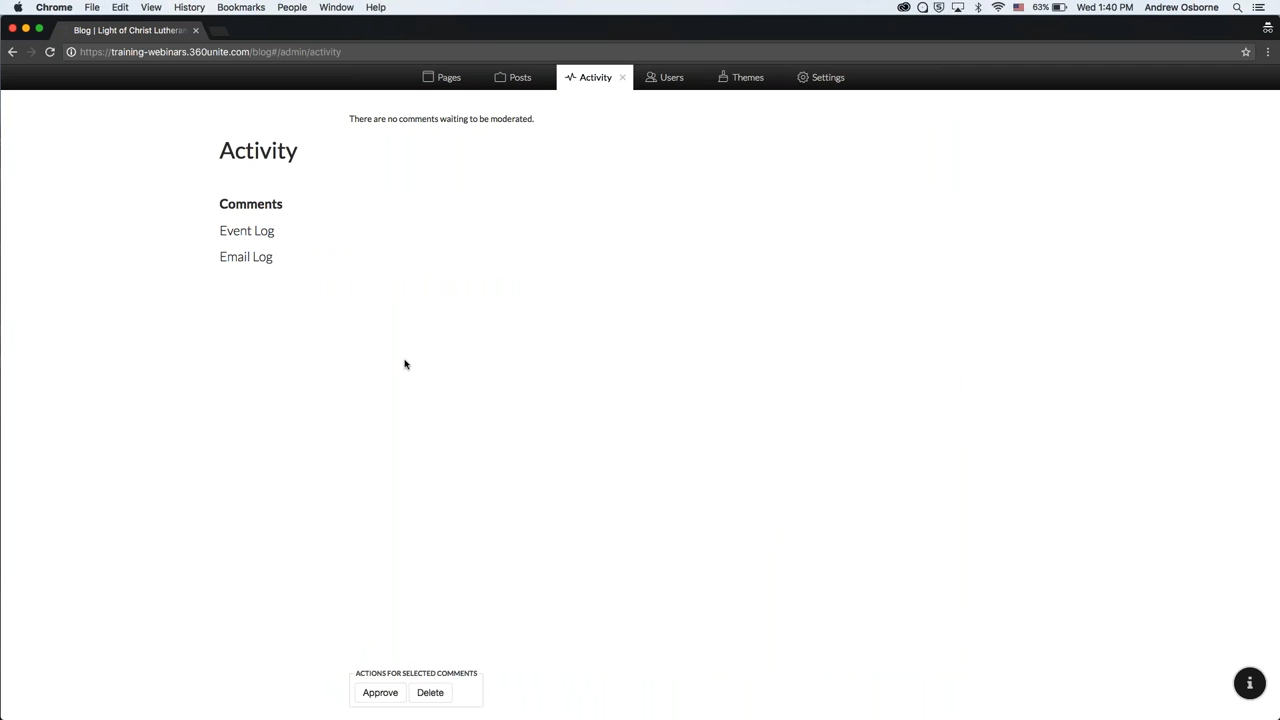 Chrome File Edit View History Bookmarks People Window Help 63% Wed 1:40 PM Andrew Osborne
Blog | Light of Christ Luthera
https://training-webinars.360unite.com/blog#/admin/activity
Pages Posts Activity Users Themes Settings
There are no comments waiting to be moderated.
Activity
Comments
Event Log
Email Log
ACTIONS FOR SELECTED COMMENTS
Approve Delete
i